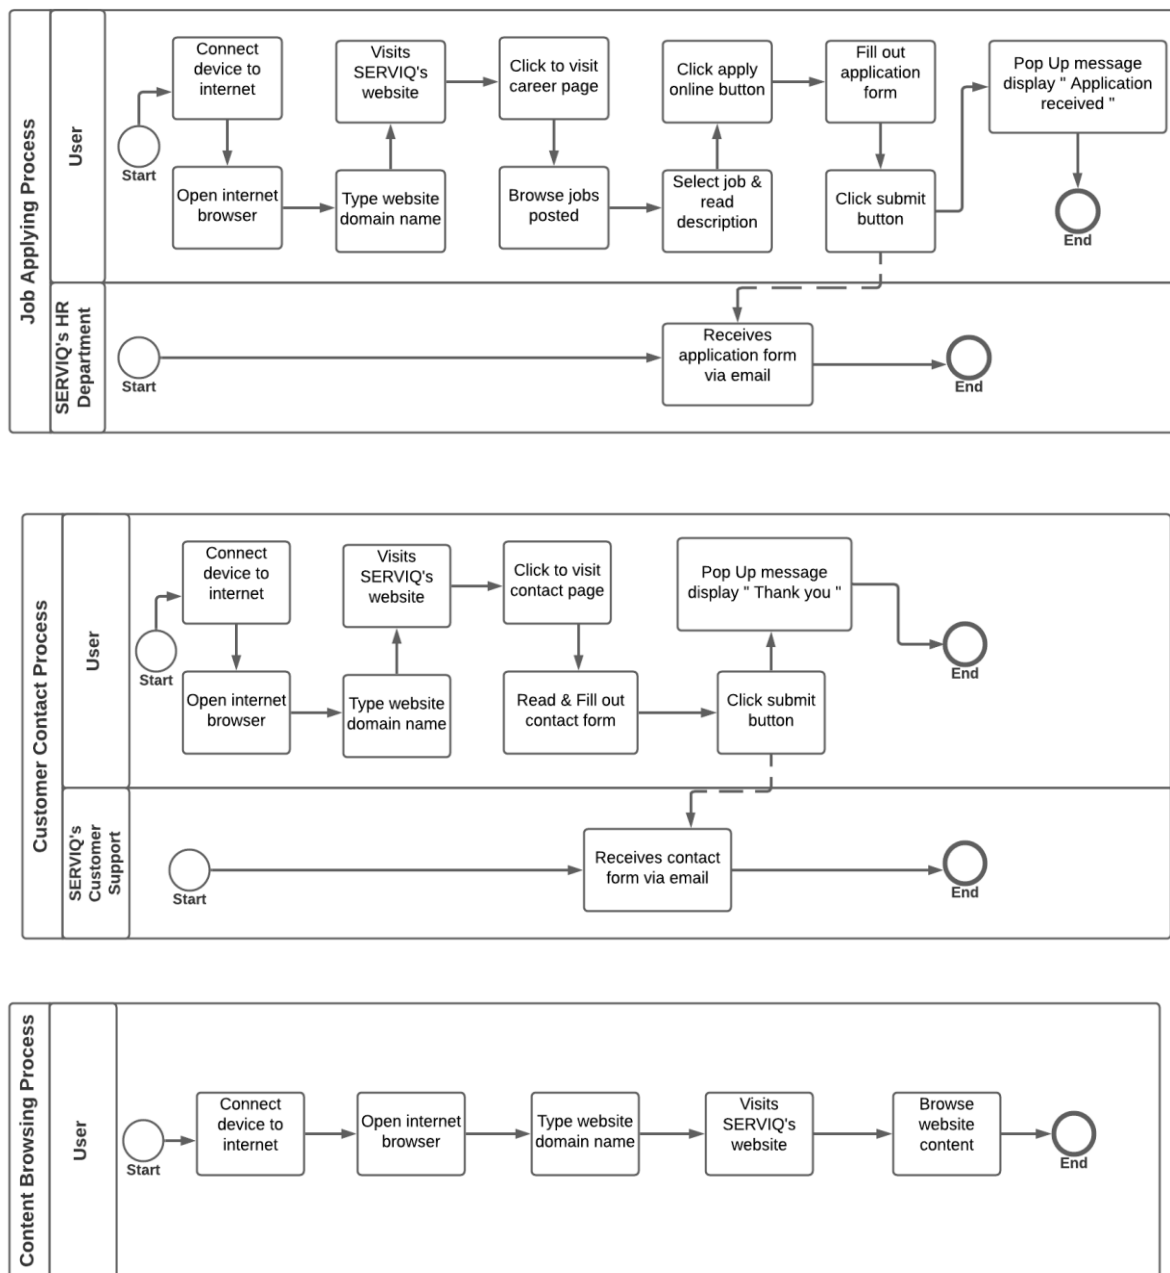 Job Applying Process
User
Start
Connect
device to
internet
Open internet
browser
Type website
domain name
Visits
SERVIQ's
website
Click to visit
career page
Browse jobs
posted
Select job &
read
description
Click apply
online button
Fill out
application
form
Click submit
button
Pop Up message
display " Application
received "
End
SERVIQ's HR
Department
Start
Receives
application form
via email
End
Customer Contact Process
User
Start
Connect
device to
internet
Open internet
browser
Type website
domain name
Visits
SERVIQ's
website
Click to visit
contact page
Read & Fill out
contact form
Click submit
button
Pop Up message
display " Thank you "
End
SERVIQ's
Customer
Support
Start
Receives contact
form via email
End
Content Browsing Process
User
Start
Connect
device to
internet
Open internet
browser
Type website
domain name
Visits
SERVIQ's
website
Browse
website
content
End